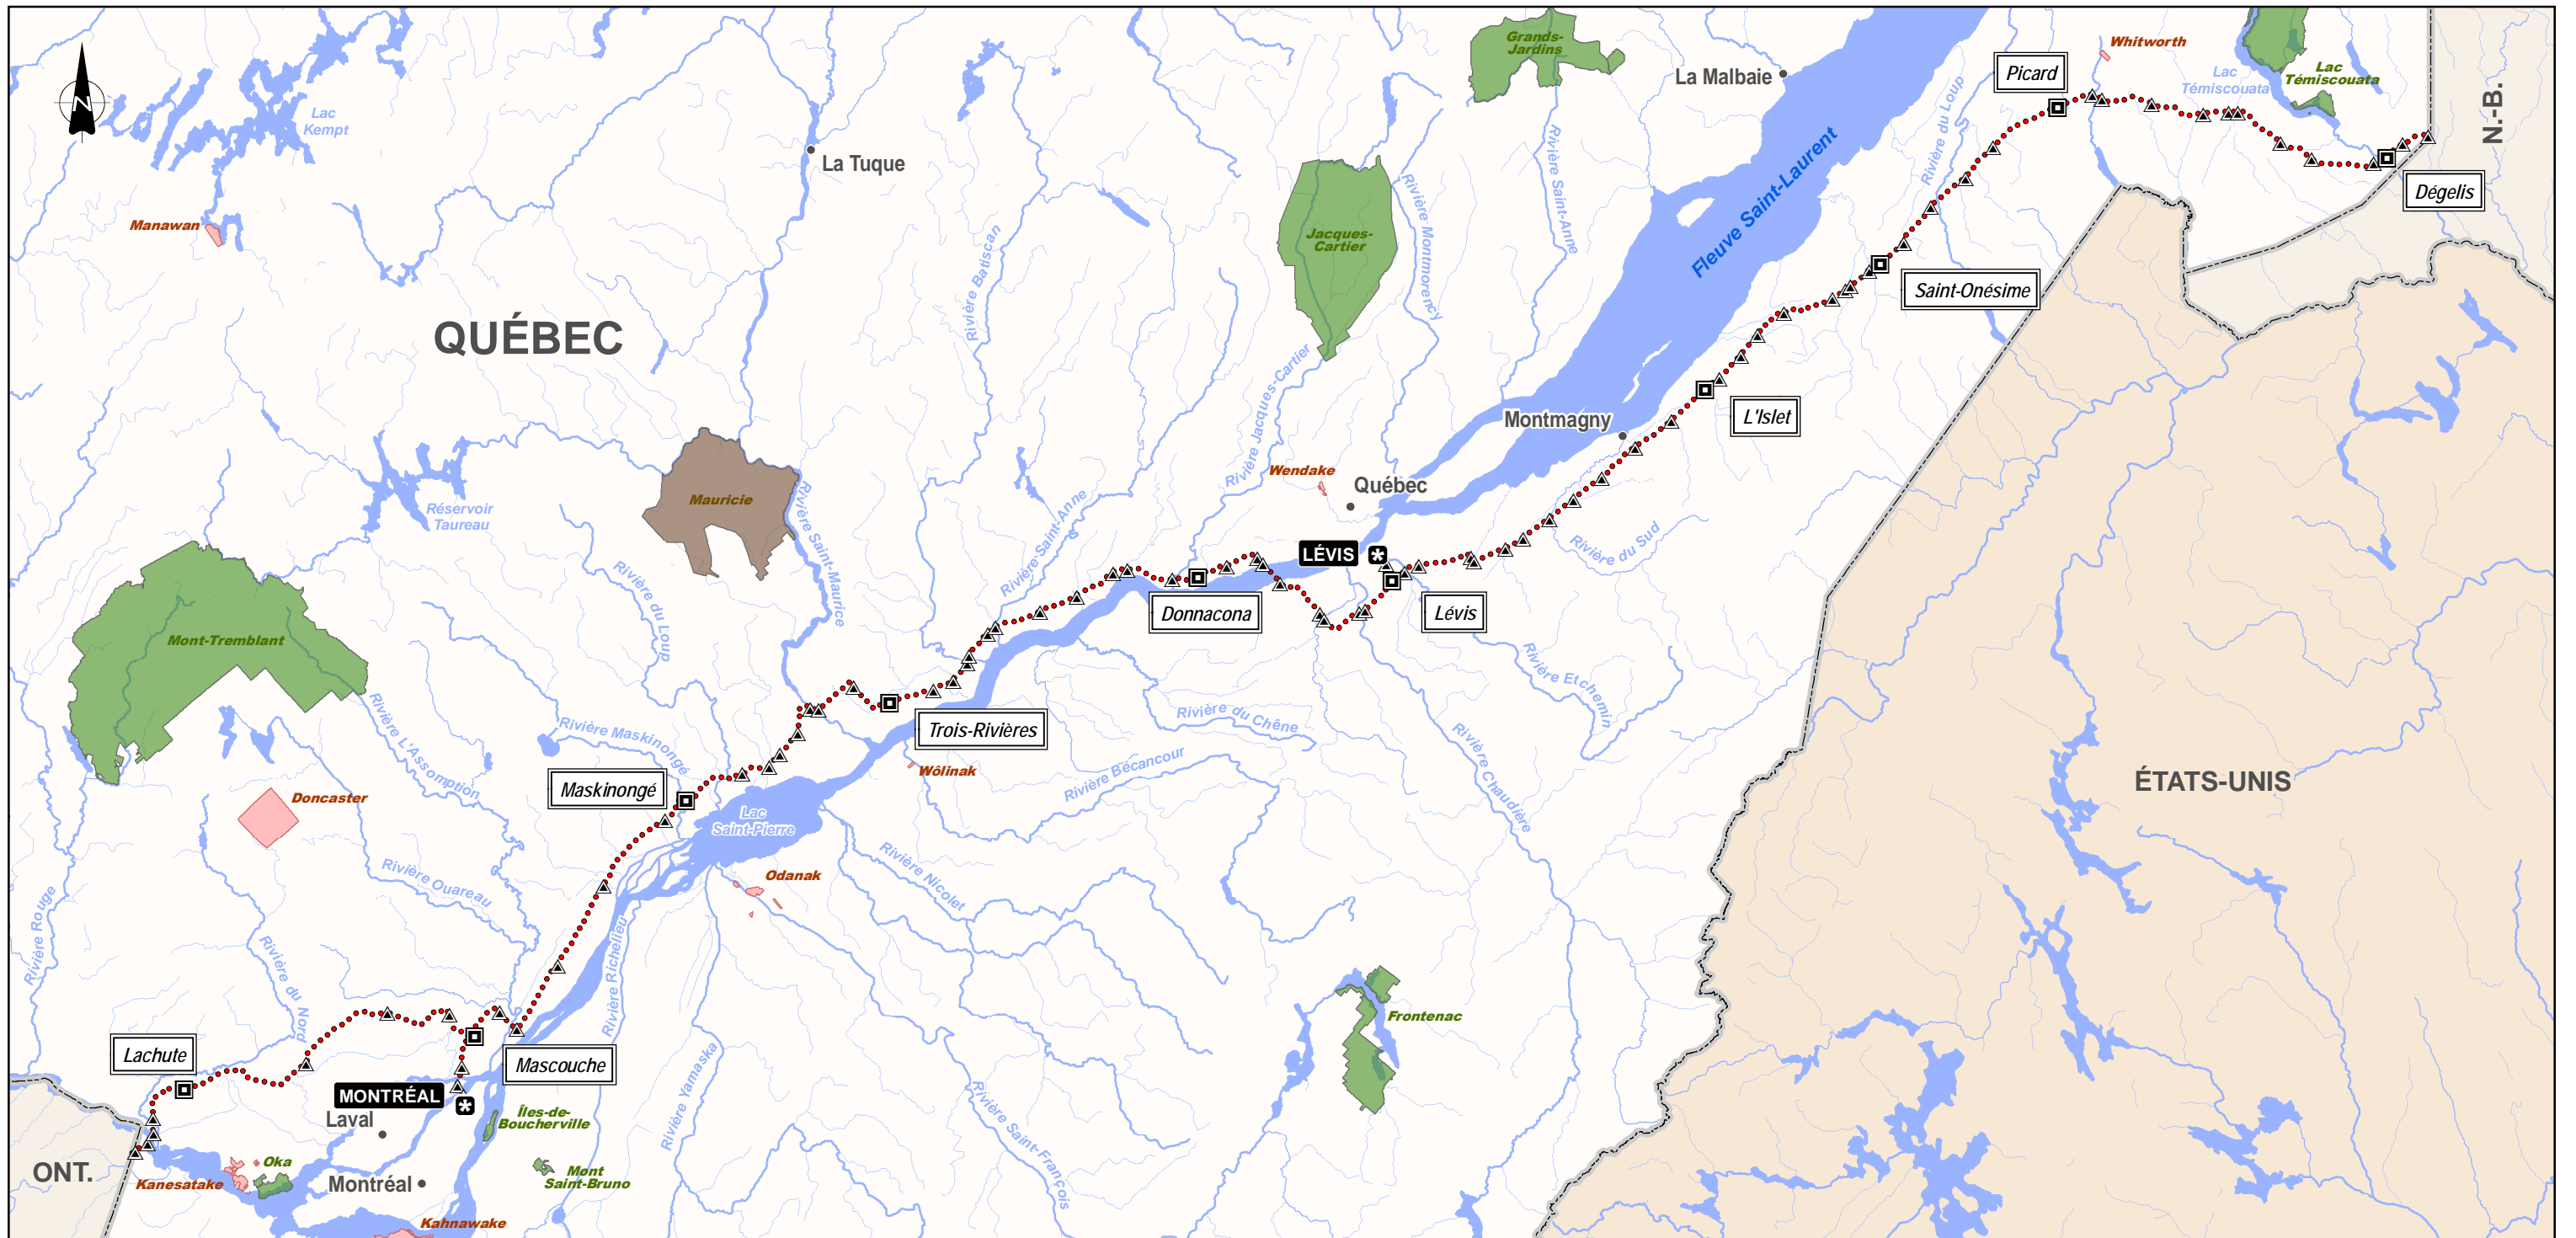 Grands-
Jardins
La Malbaie
Picard
Whitworth
Lac
Témiscouata
Lac
Témiscouata
N.-B.
N
Lac
Kempt
La Tuque
Rivière Saint-Anne
Fleuve Saint-Laurent
Rivière du Loup
Dégelis
Manawan
Rivière Batiscan
Jacques-
Cartier
Rivière Montmorency
Saint-Onésime
QUÉBEC
Rivière Jacques-Cartier
Montmagny
L'Islet
Mauricie
Wendake
Québec
Réservoir
Taureau
Rivière Saint-Maurice
Rivière Saint-Anne
Rivière du Sud
LÉVIS
*
Rivière du Loup
Donnacona
Lévis
Mont-Tremblant
Rivière Etchemin
Rivière L'Assomption
Rivière Maskinongé
Trois-Rivières
Rivière du Chêne
Rivière Chaudière
Wôlinak
Rivière Bécancour
ÉTATS-UNIS
Maskinongé
Doncaster
Lac
Saint-Pierre
Rivière Ouareau
Odanak
Rivière Nicolet
Rivière Rouge
Rivière du Nord
Rivière Richelieu
Frontenac
Lachute
Mascouche
Rivière Yamaska
MONTRÉAL
*
Laval
Îles-de-
Boucherville
Rivière Saint-François
ONT.
Oka
Kanesatake
Montréal
Mont
Saint-Bruno
Kahnawake